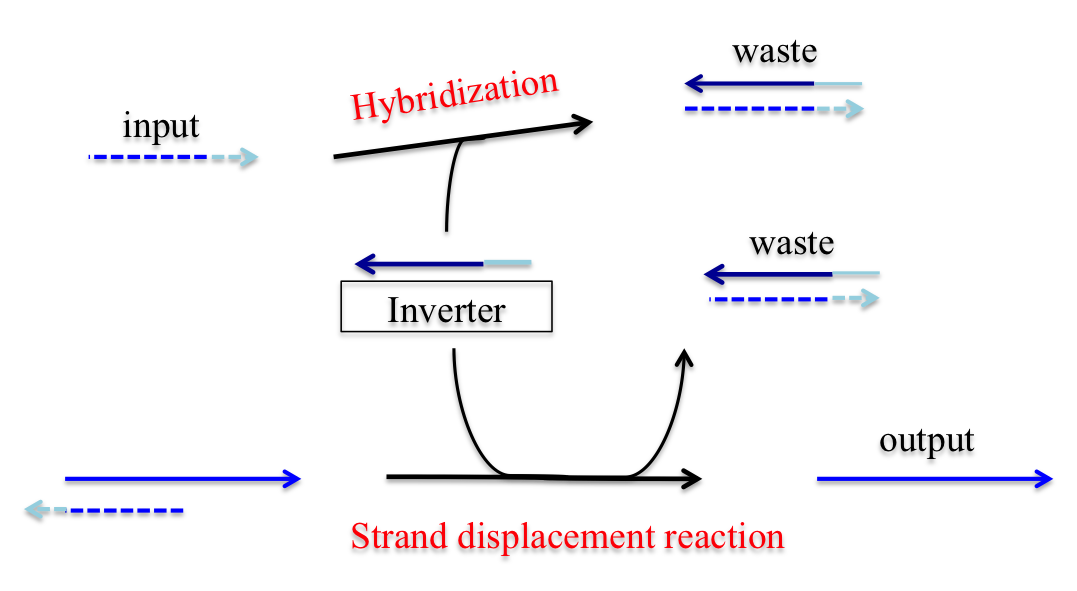 waste
Hybridization
input
waste
Inverter
output
Strand displacement reaction